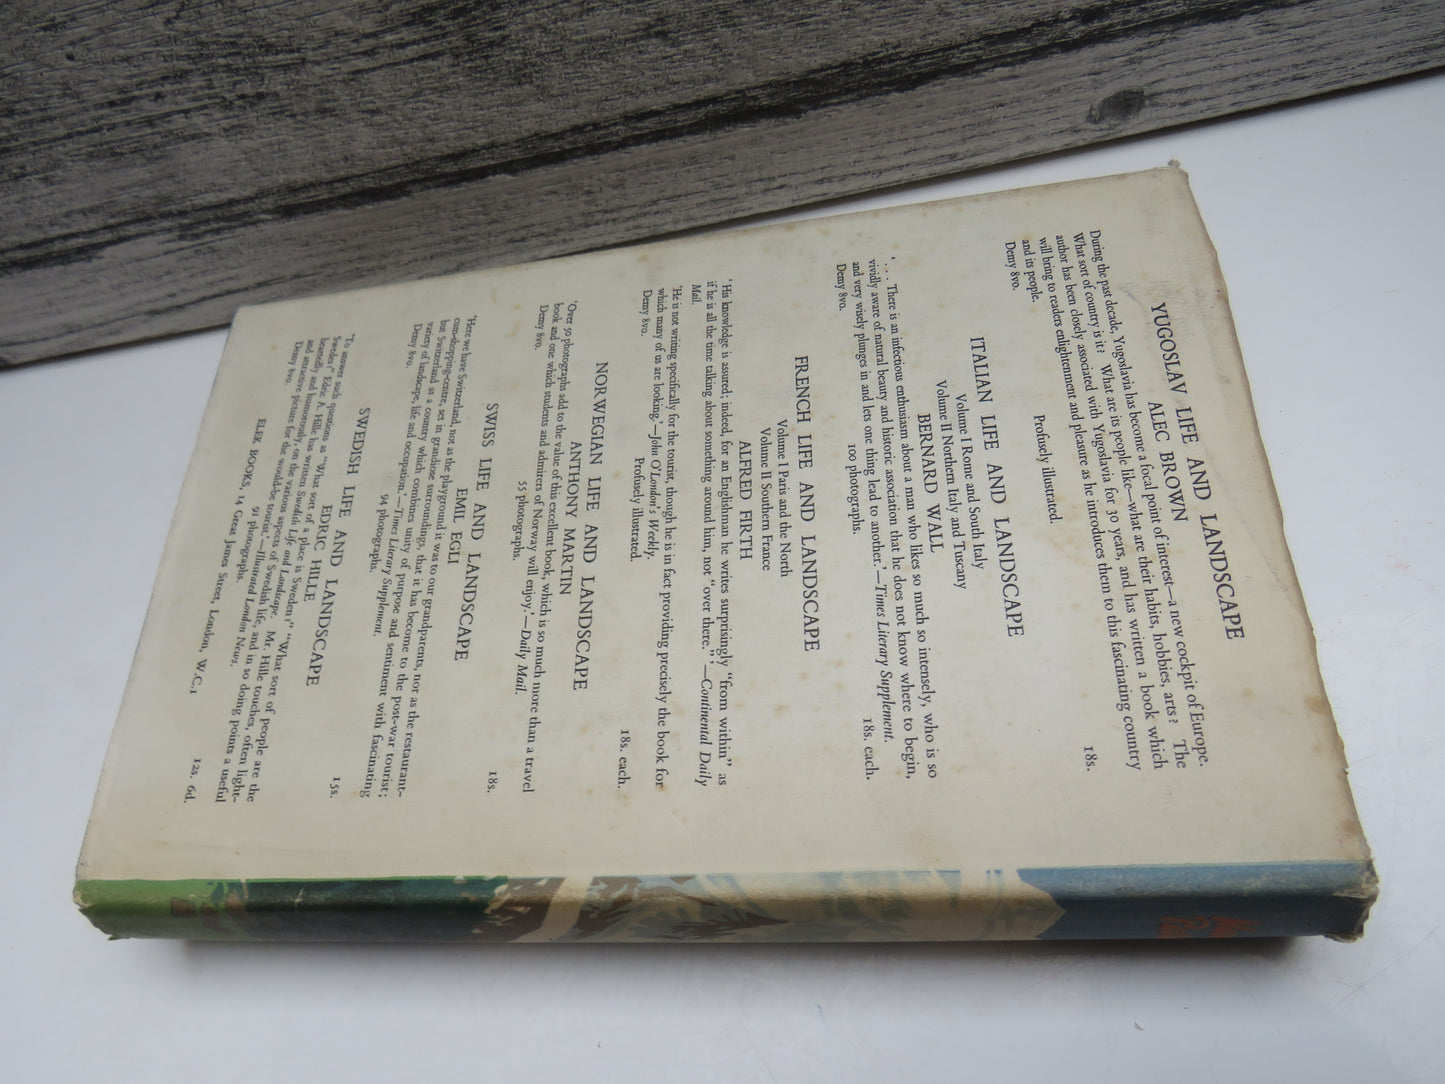 YUGOSLAV LIFE AND LANDSCAPE
ALEC BROWN
During the past decade, Yugoslavia has become a focal point of interest—a new cockpit of Europe.
What sort of country is it? What are its people like—what are their habits, hobbies, arts? The
author has been closely associated with Yugoslavia for 30 years, and has written a book which
will bring to readers enlightenment and pleasure as he introduces them to this fascinating country
and its people.
Demy 8vo. Profusely illustrated. 18s.
ITALIAN LIFE AND LANDSCAPE
Volume I Rome and South Italy
Volume II Northern Italy and Tuscany
BERNARD WALL
‘. . . There is an infectious enthusiasm about a man who likes so much so intensely, who is so
vividly aware of natural beauty and historic association that he does not know where to begin,
and very wisely plunges in and lets one thing lead to another.’—Times Literary Supplement.
Demy 8vo. 100 photographs. 18s. each.
FRENCH LIFE AND LANDSCAPE
Volume I Paris and the North
Volume II Southern France
ALFRED FIRTH
‘His knowledge is assured; indeed, for an Englishman he writes surprisingly “from within” as
if he is all the time talking about something around him, not “over there.”’—Continental Daily
Mail.
‘He is not writing specifically for the tourist, though he is in fact providing precisely the book for
which many of us are looking.’—John O'London's Weekly.
Demy 8vo. Profusely illustrated. 18s. each.
NORWEGIAN LIFE AND LANDSCAPE
ANTHONY MARTIN
‘Over 50 photographs add to the value of this excellent book, which is so much more than a travel
book and one which students and admirers of Norway will enjoy.’—Daily Mail.
Demy 8vo. 55 photographs. 18s.
SWISS LIFE AND LANDSCAPE
EMIL EGLI
‘Here we have Switzerland, not as the playground it was to our grandparents, nor as the restaurant-
cum-shopping-centre, set in grandiose surroundings, that it has become to the post-war tourist;
but Switzerland as a country which combines unity of purpose and sentiment with fascinating
variety of landscape, life and occupation.’—Times Literary Supplement.
Demy 8vo. 94 photographs. 15s.
SWEDISH LIFE AND LANDSCAPE
EDRIC HILLE
‘To answer such questions as “What sort of a place is Sweden?” “What sort of people are the
Swedes?” Edric A. Hille has written Swedish Life and Landscape. Mr. Hille touches, often light-
heartedly and humorously, on the various aspects of Swedish life, and in so doing points a useful
and attractive picture for the would-be tourist.’—Illustrated London News.
Demy 8vo. 91 photographs. 12s. 6d.
ELEK BOOKS, 14 Great James Street, London, W.C.1